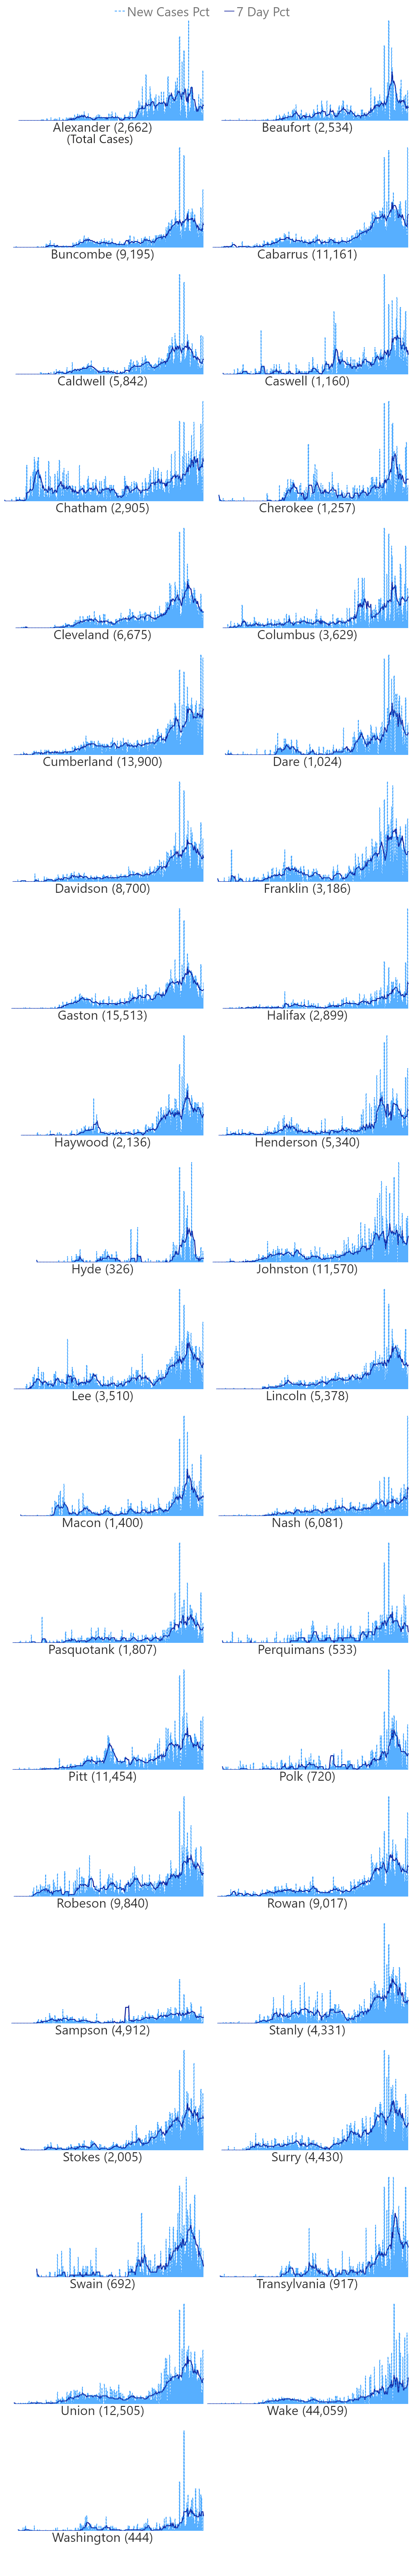 New Cases Pct 7 Day Pct
Alexander (2,662) Beaufort (2,534)
(Total Cases)
Buncombe (9,195) Cabarrus (11,161)
Caldwell (5,842) Caswell (1,160)
Chatham (2,905) Cherokee (1,257)
Cleveland (6,675) Columbus (3,629)
Cumberland (13,900) Dare (1,024)
Davidson (8,700) Franklin (3,186)
Gaston (15,513) Halifax (2,899)
Haywood (2,136) Henderson (5,340)
Hyde (326) Johnston (11,570)
Lee (3,510) Lincoln (5,378)
Macon (1,400) Nash (6,081)
Pasquotank (1,807) Perquimans (533)
Pitt (11,454) Polk (720)
Robeson (9,840) Rowan (9,017)
Sampson (4,912) Stanly (4,331)
Stokes (2,005) Surry (4,430)
Swain (692) Transylvania (917)
Union (12,505) Wake (44,059)
Washington (444)